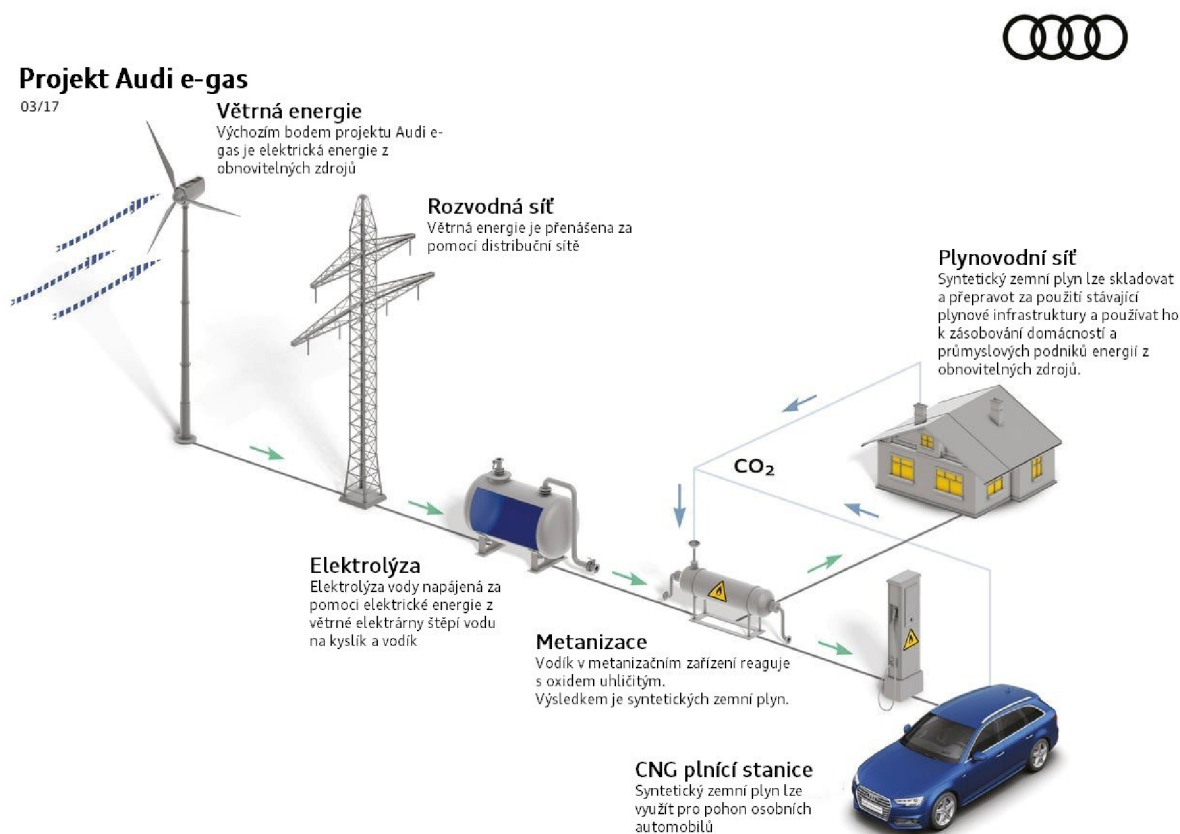 Projekt Audi e-gas
03/17
Větrná energie
Výchozím bodem projektu Audi e-
gas je elektrická energie z
obnovitelných zdrojů
Rozvodná síť
Větrná energie je přenášena za
pomocí distribuční sítě
Plynovodní síť
Syntetický zemní plyn lze skladovat
a přepravot za použití stávající
plynové infrastruktury a používat ho
k zásobování domácností a
průmyslových podniků energií z
obnovitelných zdrojů.
CO₂
Elektrolýza
Elektrolýza vody napájená za
pomoci elektrické energie z
větrné elektrárny štěpí vodu
na kyslík a vodík
Metanizace
Vodík v metanizačním zařízení reaguje
s oxidem uhličitým.
Výsledkem je syntetických zemní plyn.
CNG plnící stanice
Syntetický zemní plyn lze
využít pro pohon osobních
automobilů